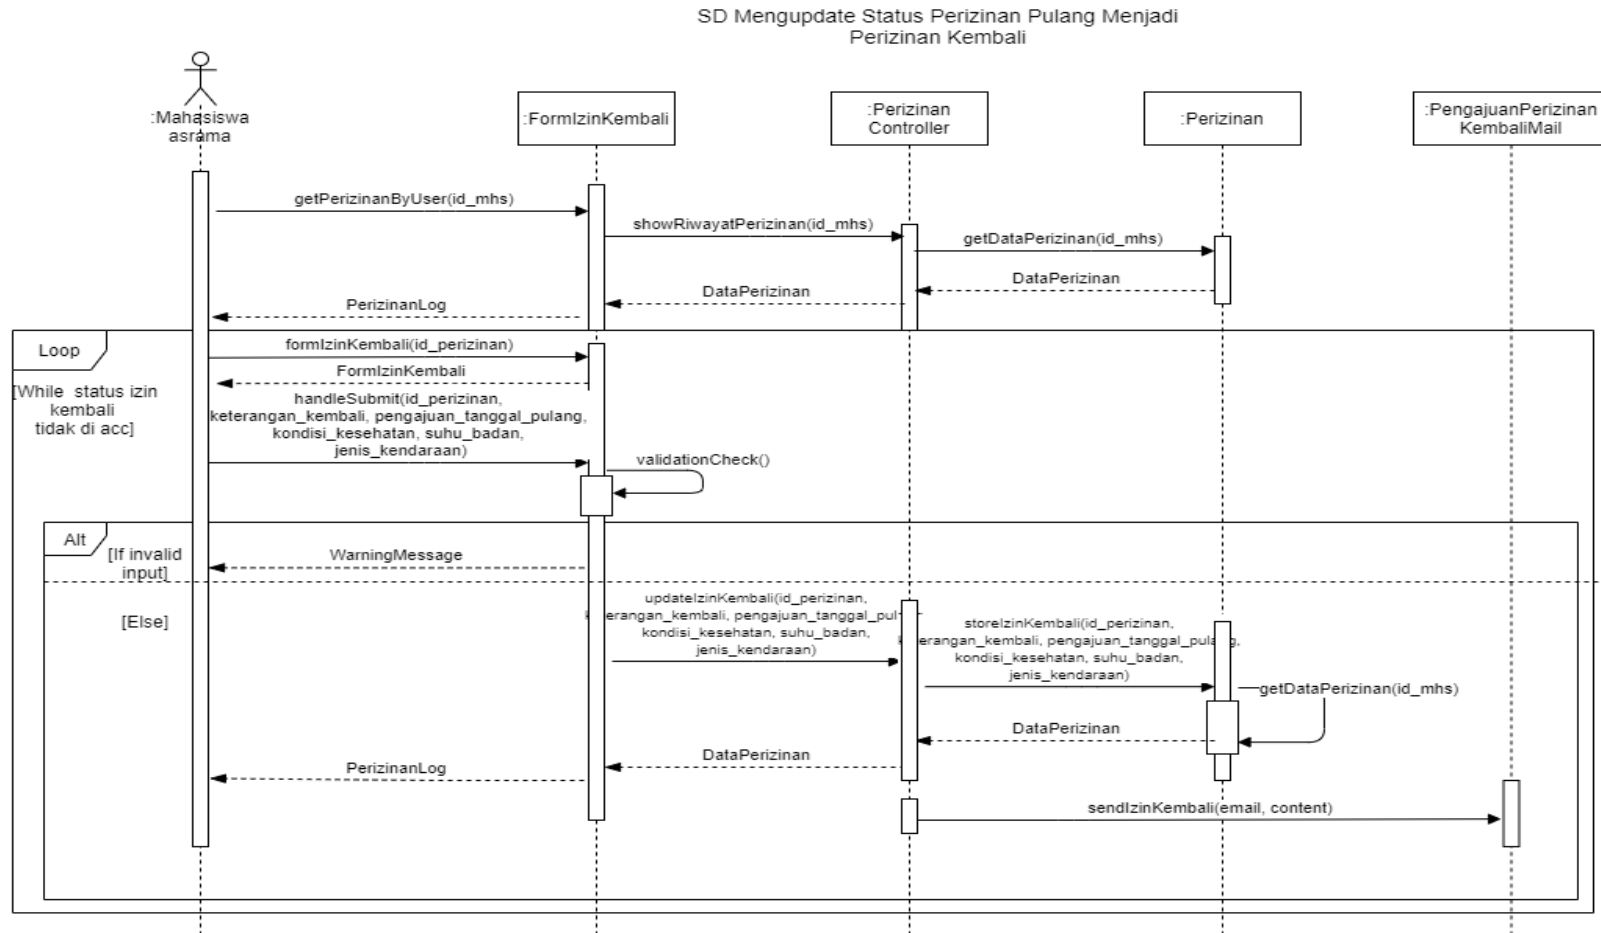 SD Mengupdate Status Perizinan Pulang Menjadi
Perizinan Kembali
:Mahasiswa
asrama
:FormIzinKembali
:Perizinan
Controller
:Perizinan
:PengajuanPerizinan
KembaliMail
getPerizinanByUser(id_mhs)
showRiwayatPerizinan(id_mhs)
getDataPerizinan(id_mhs)
DataPerizinan
DataPerizinan
PerizinanLog
Loop
[While status izin
kembali
tidak di acc]
formIzinKembali(id_perizinan)
FormIzinKembali
handleSubmit(id_perizinan,
keterangan_kembali, pengajuan_tanggal_pulang,
kondisi_kesehatan, suhu_badan,
jenis_kendaraan)
validationCheck()
Alt
[If invalid
input]
WarningMessage
[Else]
updateIzinKembali(id_perizinan,
kondisi_kesehatan, suhu_badan,
jenis_kendaraan)
storeIzinKembali(id_perizinan,
pengajuan_tanggal_pulang,
kondisi_kesehatan, suhu_badan,
jenis_kendaraan)
getDataPerizinan(id_mhs)
DataPerizinan
DataPerizinan
PerizinanLog
sendIzinKembali(email, content)